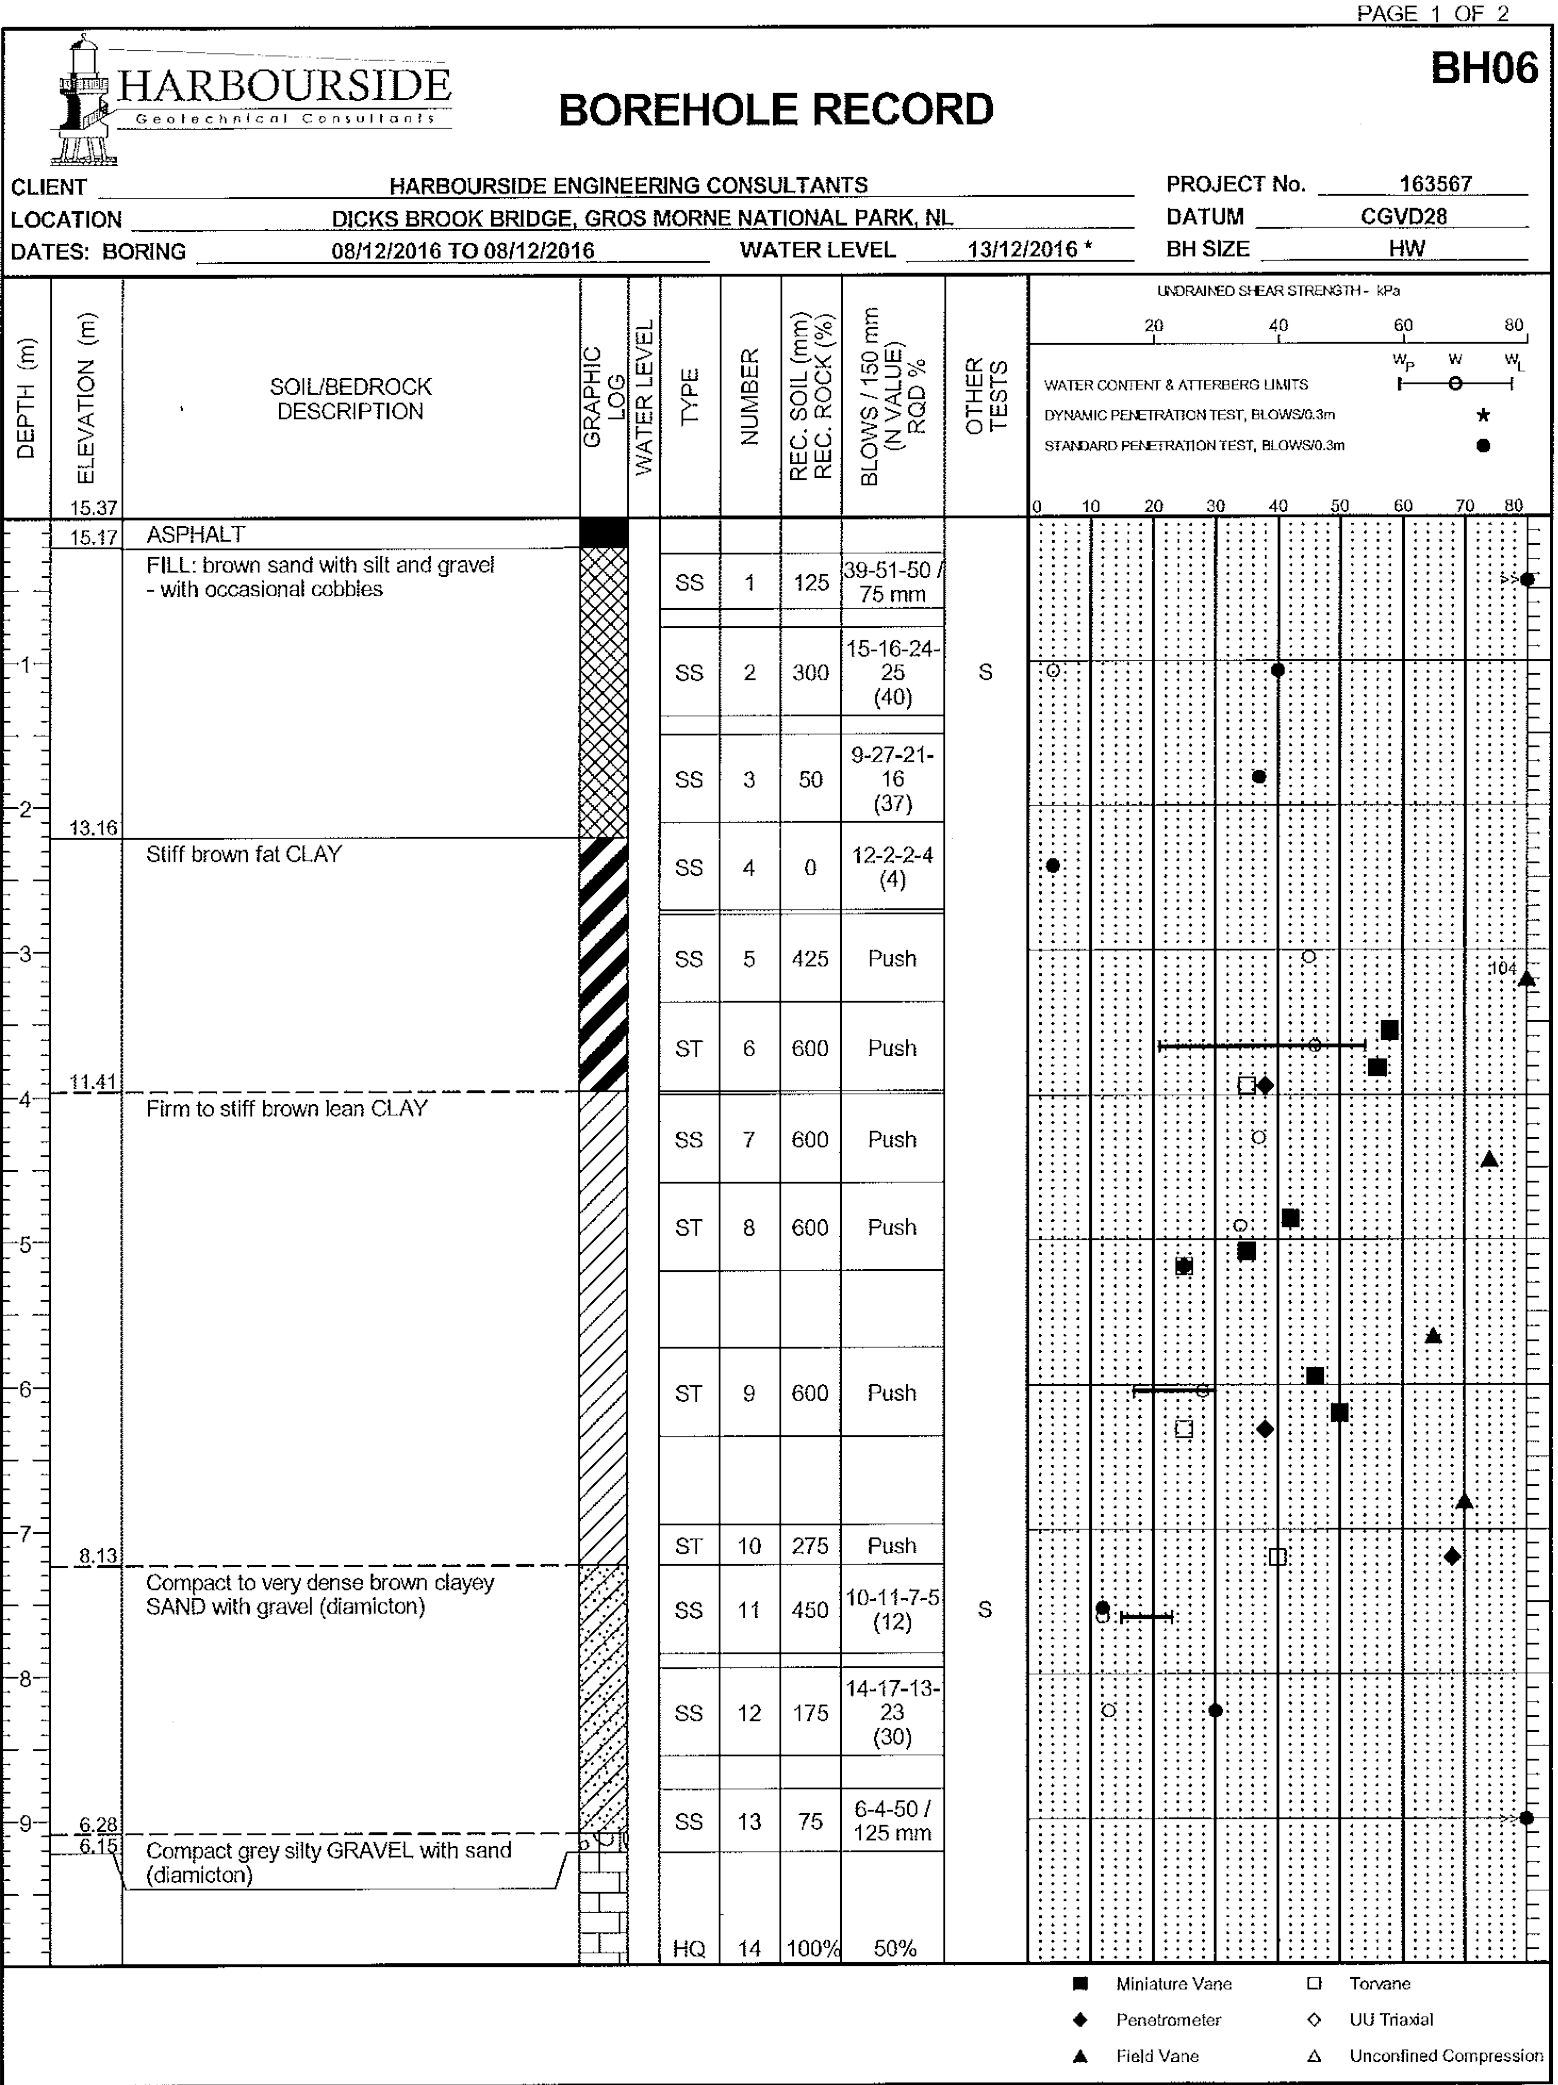 PAGE 1 OF 2
BH06
HARBOURSIDE
Geotechnical Consultants
BOREHOLE RECORD
CLIENT HARBOURSIDE ENGINEERING CONSULTANTS PROJECT No. 163567
LOCATION DICKS BROOK BRIDGE, GROS MORNE NATIONAL PARK, NL DATUM CGVD28
DATES: BORING 08/12/2016 TO 08/12/2016 WATER LEVEL 13/12/2016 * BH SIZE HW
DEPTH (m)
ELEVATION (m)
SOIL/BEDROCK
DESCRIPTION
GRAPHIC
LOG
WATER LEVEL
TYPE
NUMBER
REC. SOIL (mm)
REC. ROCK (%)
BLOWS / 150 mm
(N VALUE)
RQD %
OTHER
TESTS
UNDRAINED SHEAR STRENGTH - kPa
20 40 60 80
WP W WL
WATER CONTENT & ATTERBERG LIMITS
DYNAMIC PENETRATION TEST, BLOWS/0.3m ★
STANDARD PENETRATION TEST, BLOWS/0.3m ●
0 10 20 30 40 50 60 70 80
15.37
15.17 ASPHALT
FILL: brown sand with silt and gravel
- with occasional cobbles
SS 1 125 39-51-50 /
75 mm
>>
1
SS 2 300 15-16-24-
25
(40)
S
SS 3 50 9-27-21-
16
(37)
2
13.16
Stiff brown fat CLAY
SS 4 0 12-2-2-4
(4)
3
SS 5 425 Push
104
ST 6 600 Push
11.41
4
Firm to stiff brown lean CLAY
SS 7 600 Push
ST 8 600 Push
5
6
ST 9 600 Push
7
ST 10 275 Push
8.13
Compact to very dense brown clayey
SAND with gravel (diamicton)
SS 11 450 10-11-7-5
(12)
S
8
SS 12 175 14-17-13-
23
(30)
SS 13 75 6-4-50 /
125 mm
>>
9
6.28
6.15
Compact grey silty GRAVEL with sand
(diamicton)
HQ 14 100% 50%
■ Miniature Vane □ Torvane
◆ Penetrometer ◇ UU Triaxial
▲ Field Vane △ Unconfined Compression